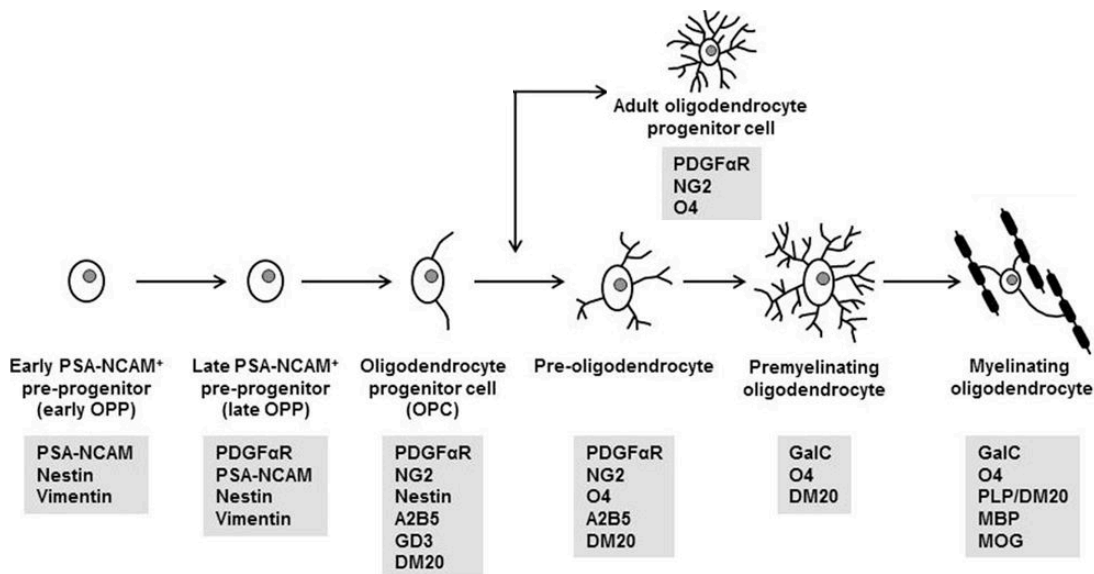 Adult oligodendrocyte
progenitor cell
PDGFαR
NG2
O4
Early PSA-NCAM⁺
pre-progenitor
(early OPP)
PSA-NCAM
Nestin
Vimentin
Late PSA-NCAM⁺
pre-progenitor
(late OPP)
PDGFαR
PSA-NCAM
Nestin
Vimentin
Oligodendrocyte
progenitor cell
(OPC)
PDGFαR
NG2
Nestin
A2B5
GD3
DM20
Pre-oligodendrocyte
PDGFαR
NG2
O4
A2B5
DM20
Premyelinating
oligodendrocyte
GalC
O4
DM20
Myelinating
oligodendrocyte
GalC
O4
PLP/DM20
MBP
MOG